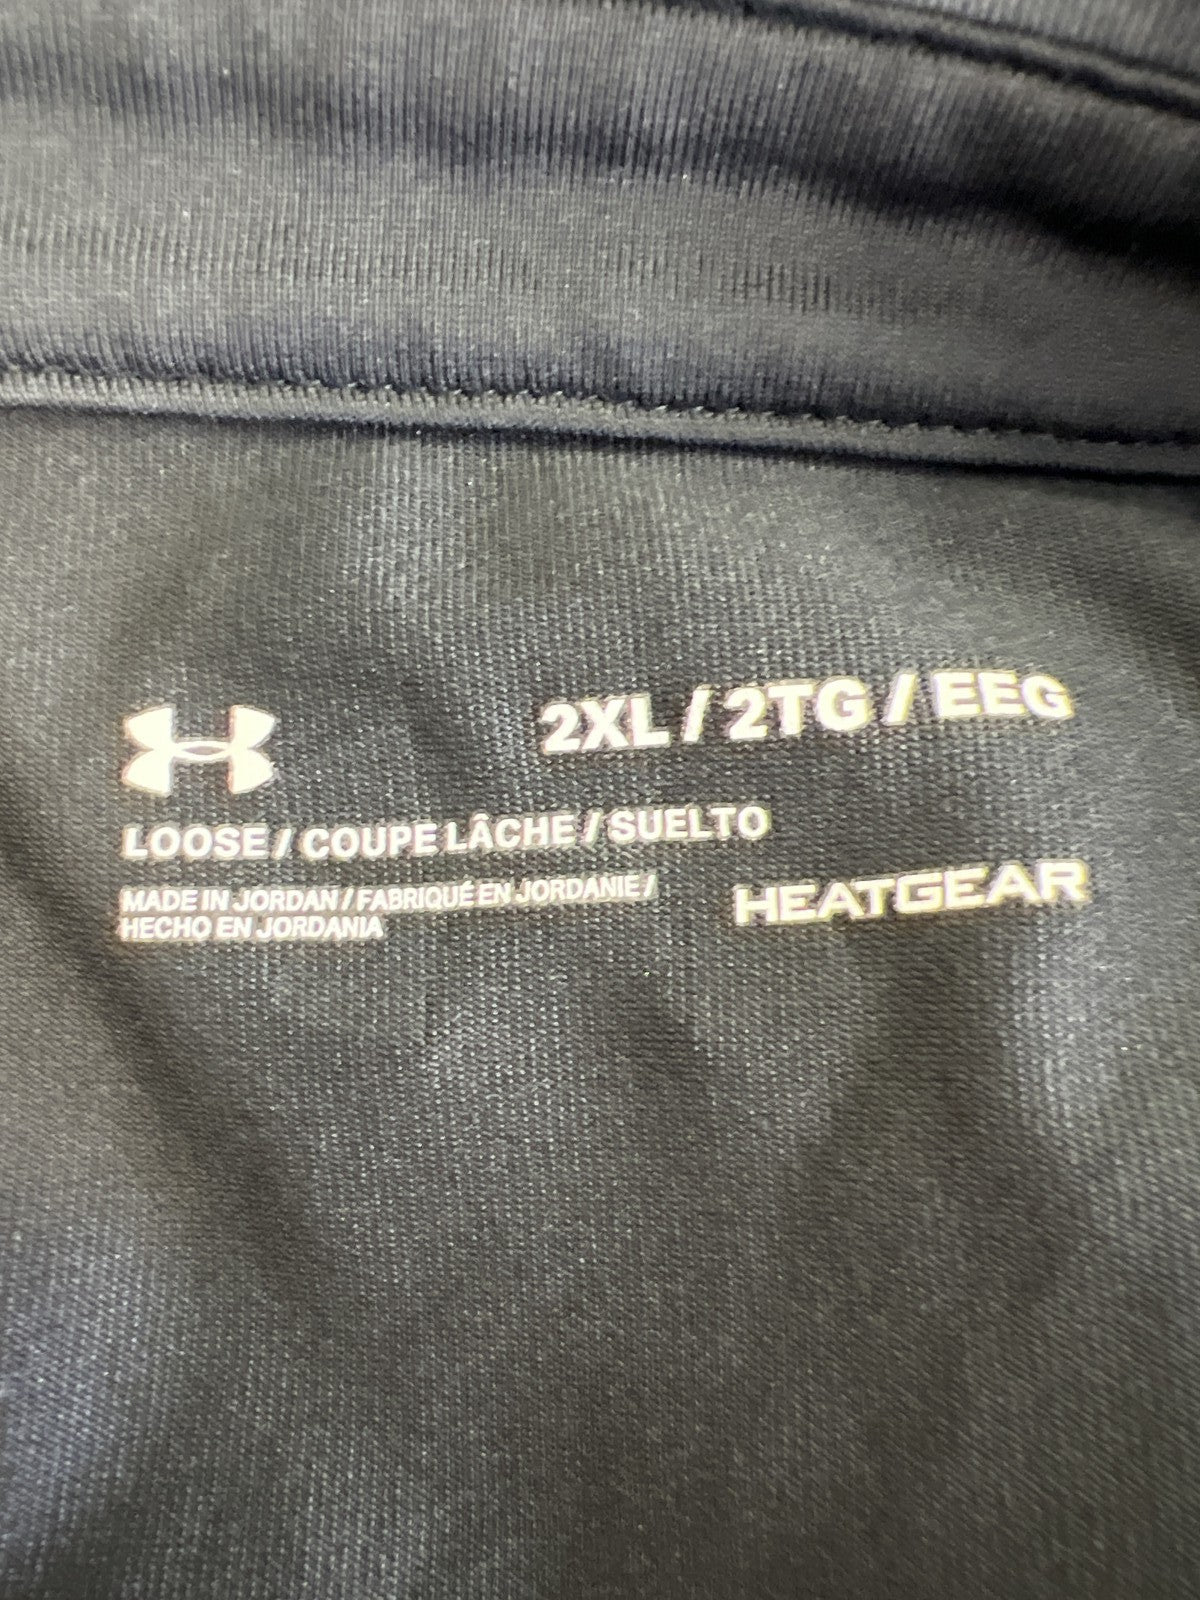 2XL / 2TG / EEG
LOOSE / COUPE LÂCHE / SUELTO
MADE IN JORDAN / FABRIQUÉ EN JORDANIE /
HECHO EN JORDANIA
HEATGEAR